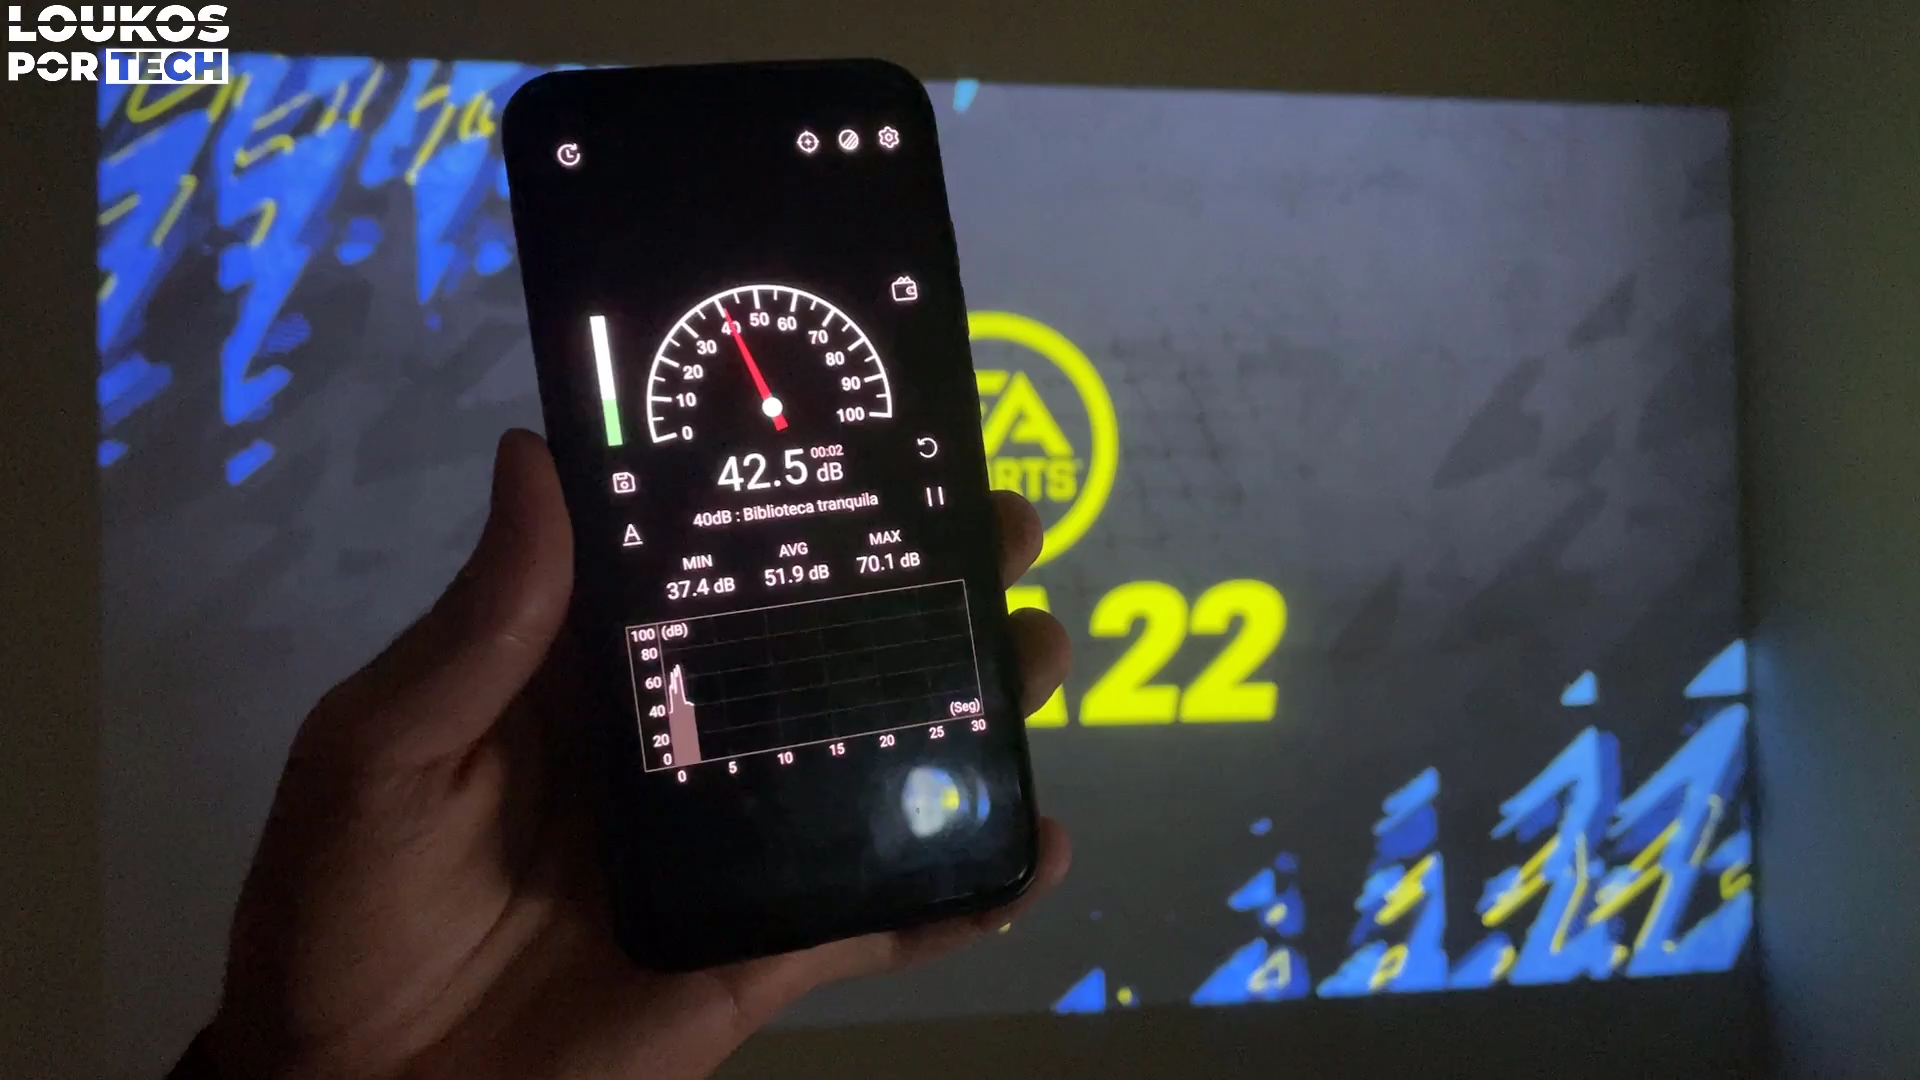 LOUKOS
PORTECH
0
10
20
30
40
50
60
70
80
90
100
00:02
42.5 dB
40dB : Biblioteca tranquila
MIN
37.4 dB
AVG
51.9 dB
MAX
70.1 dB
100 (dB)
80
60
40
20
0
(Seg)
0 5 10 15 20 25 30
EA
RTS
A 22